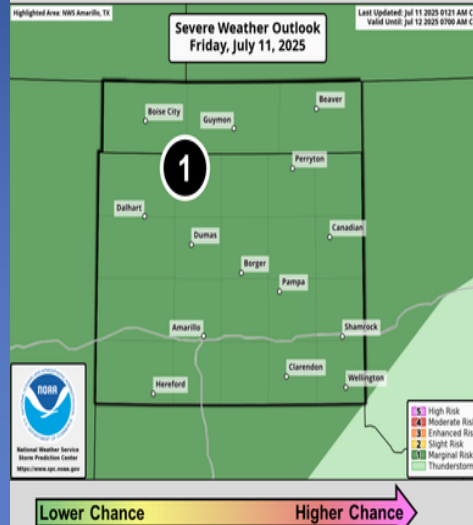 Highlighted Area: NWS Amarillo, TX
Last Updated: Jul 11 2025 0121 AM C
Valid Until: Jul 12 2025 0700 AM C
Severe Weather Outlook
Friday, July 11, 2025
Boise City
Guymon
Beaver
1
Perryton
Dalhart
Dumas
Canadian
Borger
Pampa
Amarillo
Shamrock
Hereford
Clarendon
Wellington
NOAA
National Weather Service
Storm Prediction Center
https://www.spc.noaa.gov
5 High Risk
4 Moderate Risk
3 Enhanced Ris
2 Slight Risk
1 Marginal Risk
Thunderstorm
Lower Chance
Higher Chance